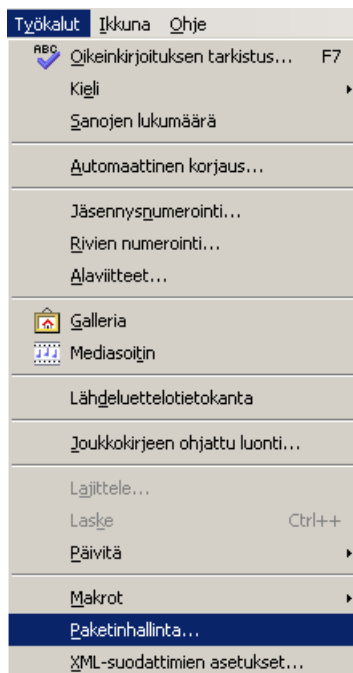 Työkalut Ikkuna Ohje
ABC Oikeinkirjoituksen tarkistus... F7
Kieli
Sanojen lukumäärä
Automaattinen korjaus...
Jäsennysnumerointi...
Rivien numerointi...
Alaviitteet...
Galleria
Mediasoitin
Lähdeluettelotietokanta
Joukkokirjeen ohjattu luonti...
Lajittele...
Laske Ctrl++
Päivitä
Makrot
Paketinhallinta...
XML-suodattimien asetukset...